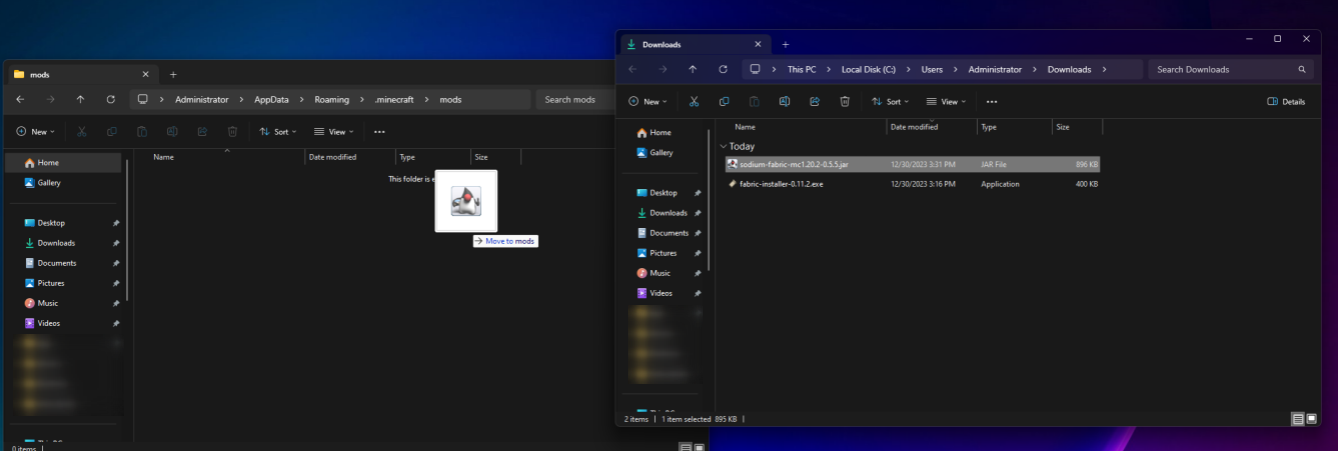 mods
Administrator > AppData > Roaming > .minecraft > mods
Search mods
New
Sort
View
Home
Gallery
Desktop
Downloads
Documents
Pictures
Music
Videos
Name
Date modified
Type
Size
This folder is e
Move to mods
0 items
Downloads
This PC > Local Disk (C:) > Users > Administrator > Downloads >
Search Downloads
New
Sort
View
Details
Home
Gallery
Desktop
Downloads
Documents
Pictures
Music
Videos
Name
Date modified
Type
Size
Today
sodium-fabric-mc1.20.2-0.5.5.jar 12/30/2023 3:31 PM JAR File 896 KB
fabric-installer-0.11.2.exe 12/30/2023 3:16 PM Application 400 KB
2 items | 1 item selected 895 KB |